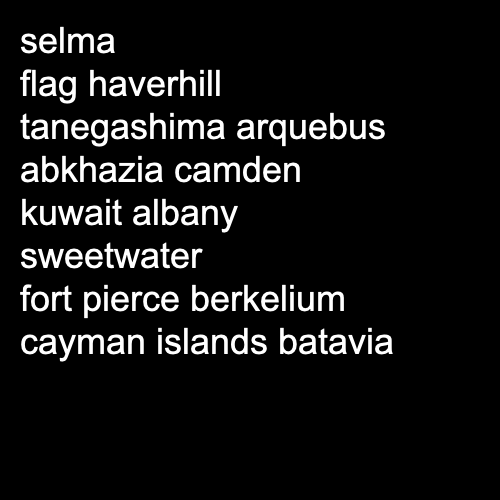 selma
flag haverhill
tanegashima arquebus
abkhazia camden
kuwait albany
sweetwater
fort pierce berkelium
cayman islands batavia